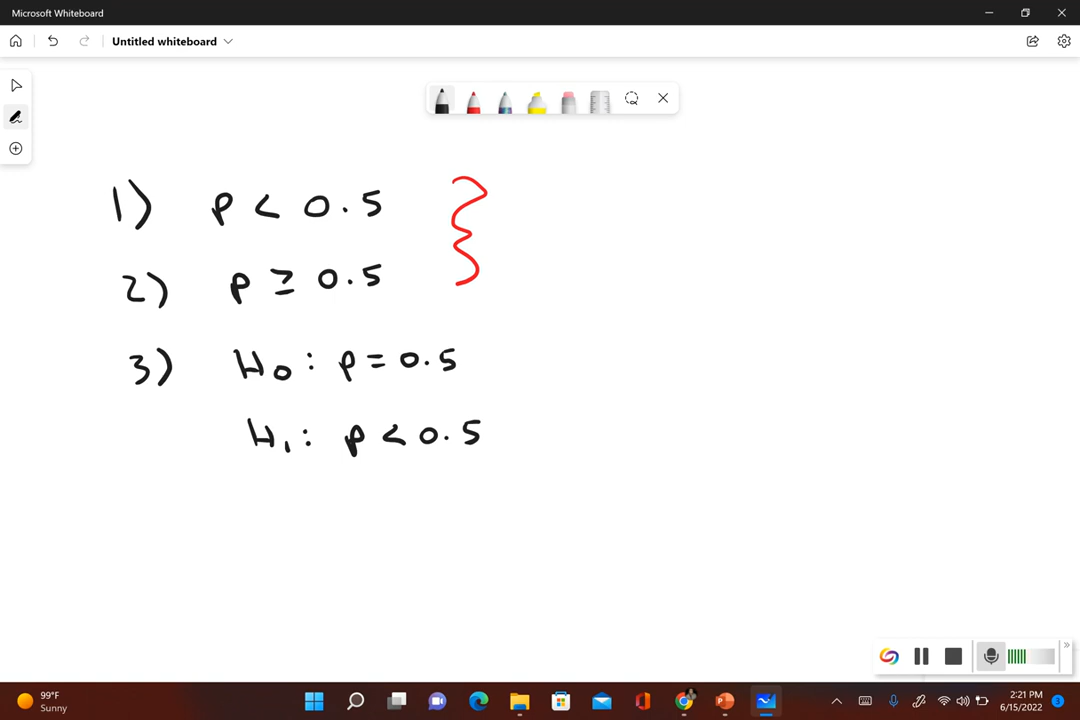 Microsoft Whiteboard
Untitled whiteboard
1) p < 0.5
2) p ≥ 0.5
3) H₀: p = 0.5
H₁: p < 0.5
99°F
Sunny
2:21 PM
6/15/2022
3